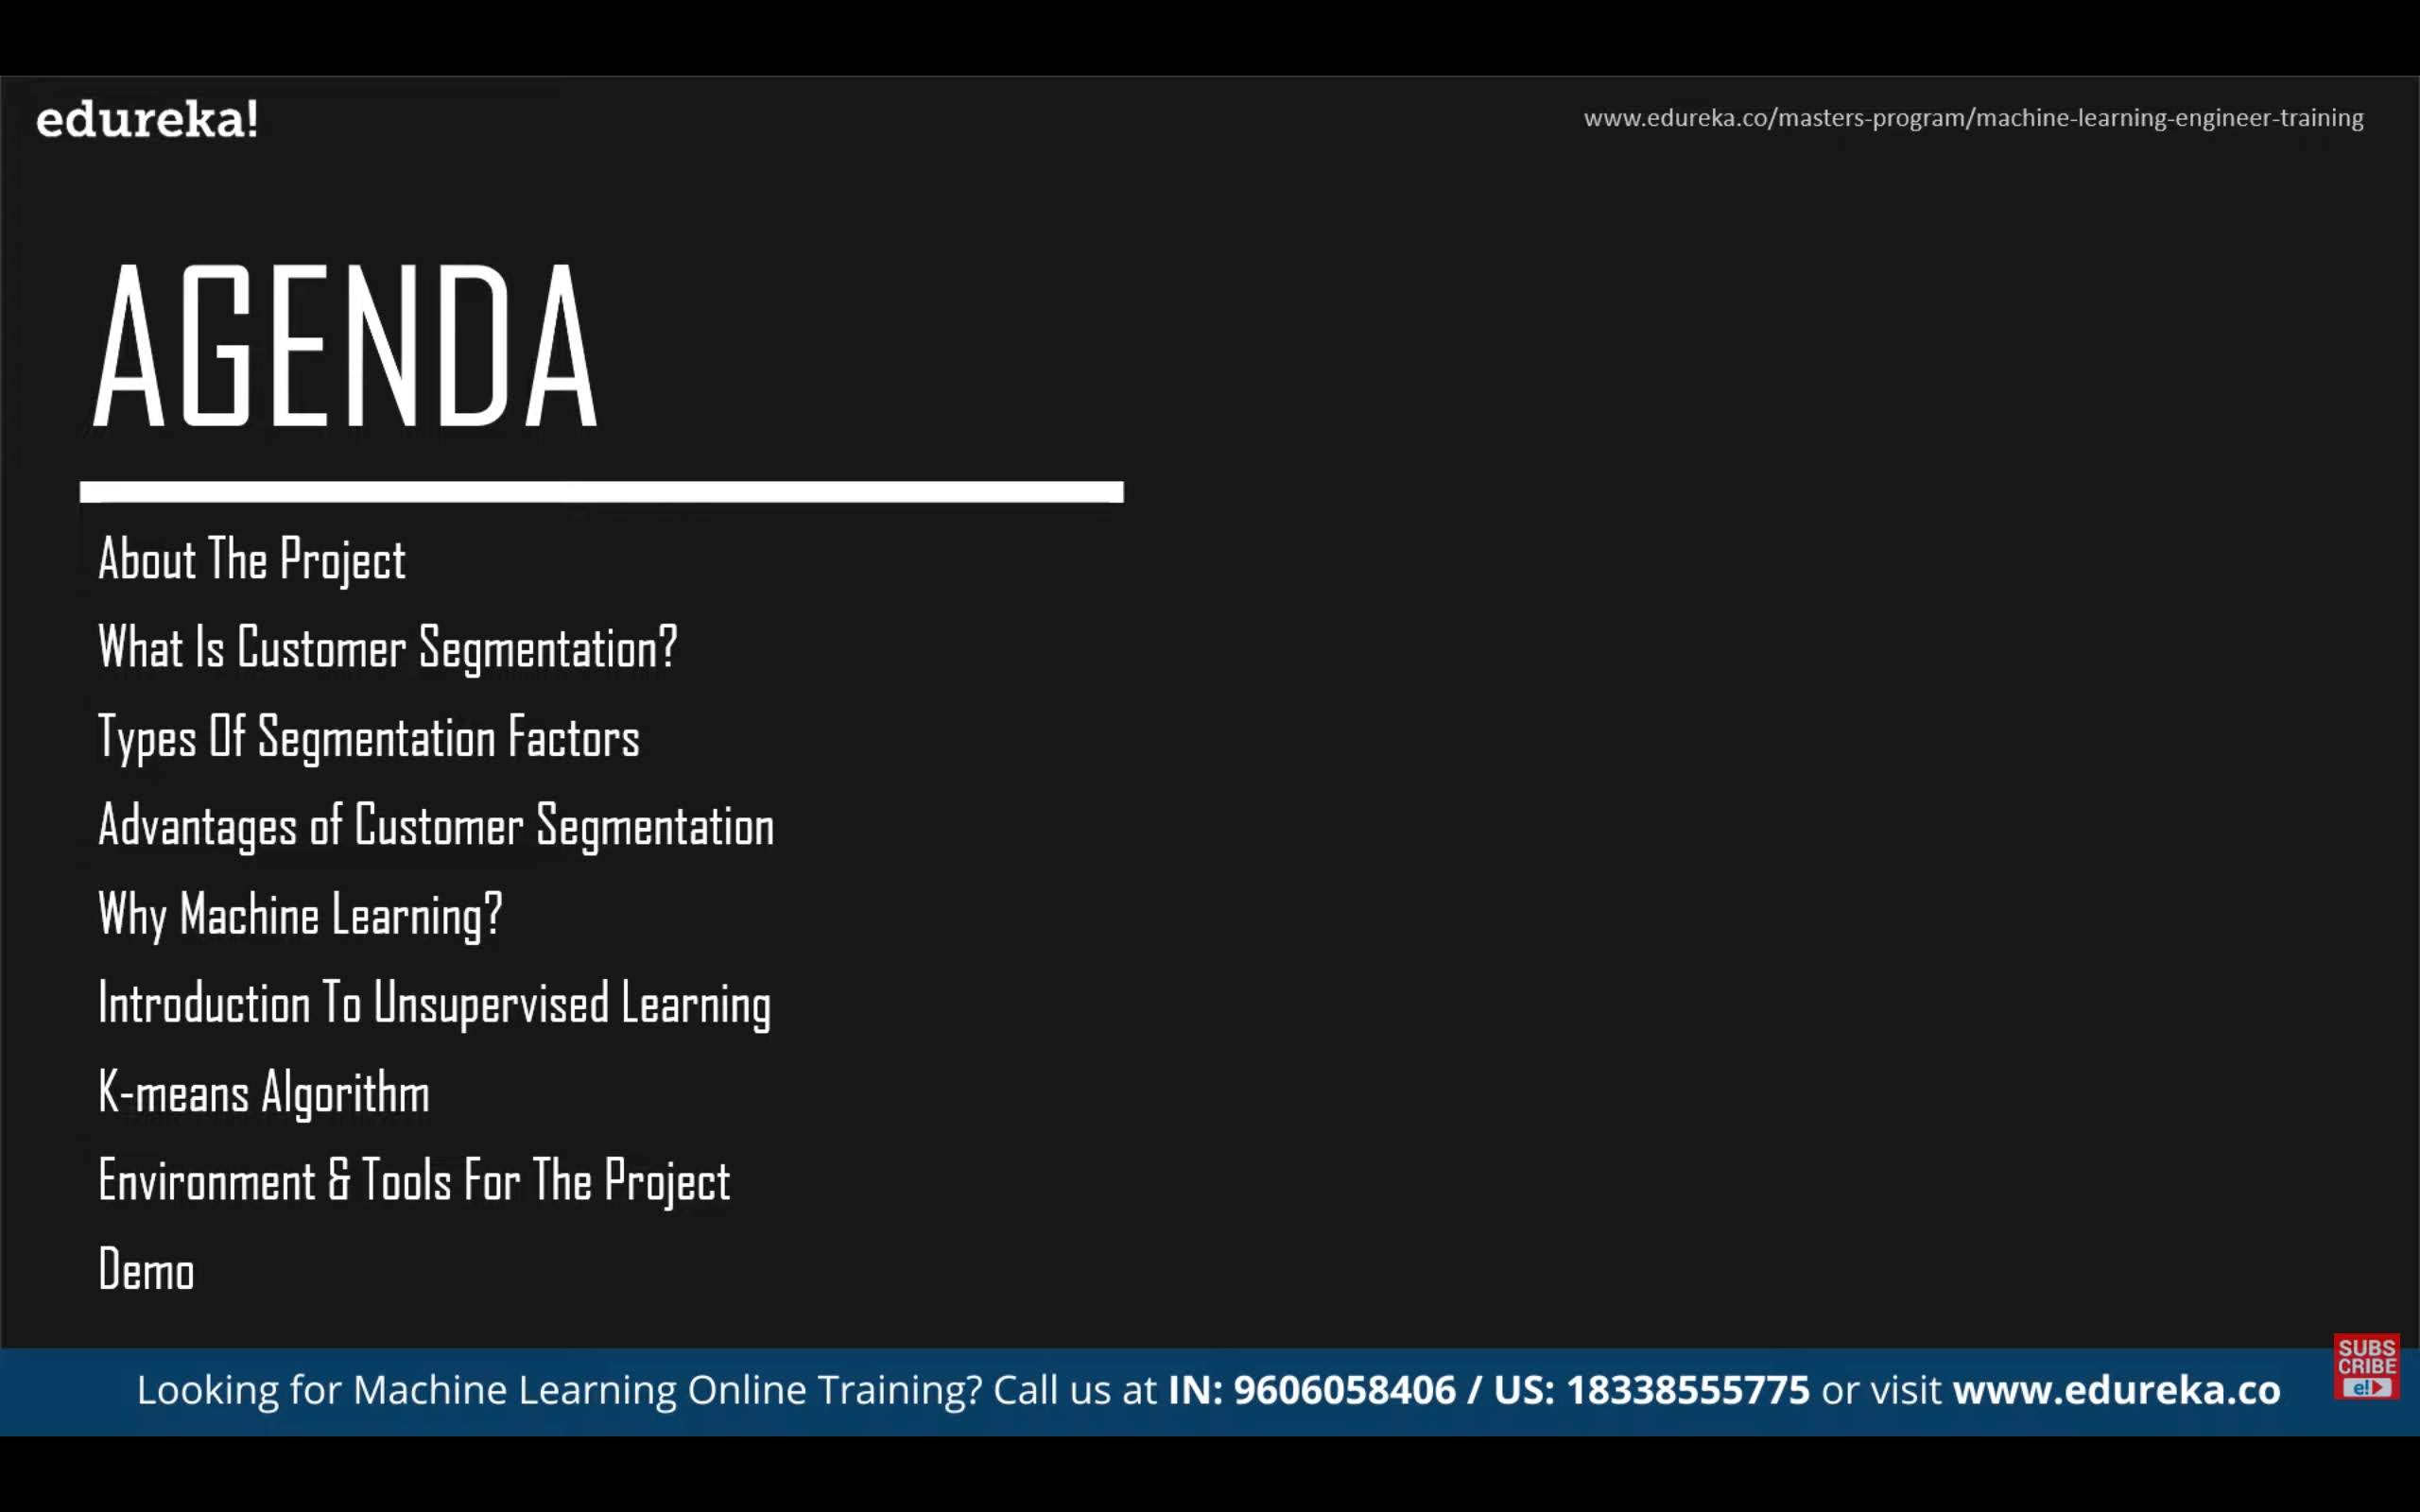 edureka!
www.edureka.co/masters-program/machine-learning-engineer-training
AGENDA
About The Project
What Is Customer Segmentation?
Types Of Segmentation Factors
Advantages of Customer Segmentation
Why Machine Learning?
Introduction To Unsupervised Learning
K-means Algorithm
Environment & Tools For The Project
Demo
SUBS
CRIBE
e!
Looking for Machine Learning Online Training? Call us at IN: 9606058406 / US: 18338555775 or visit www.edureka.co